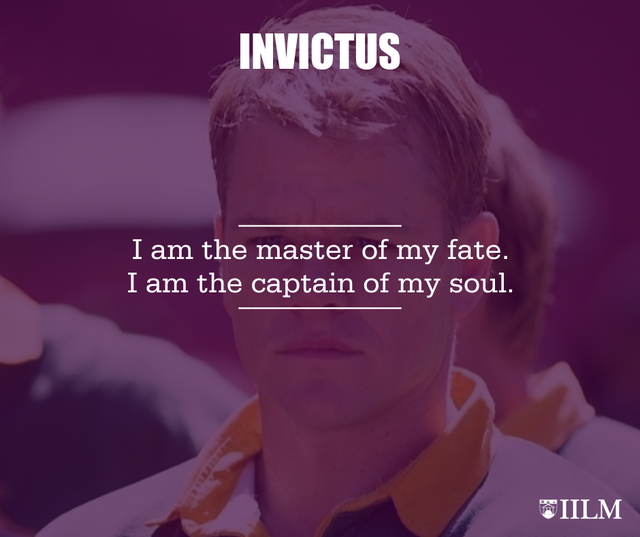 INVICTUS
I am the master of my fate.
I am the captain of my soul.
IILM